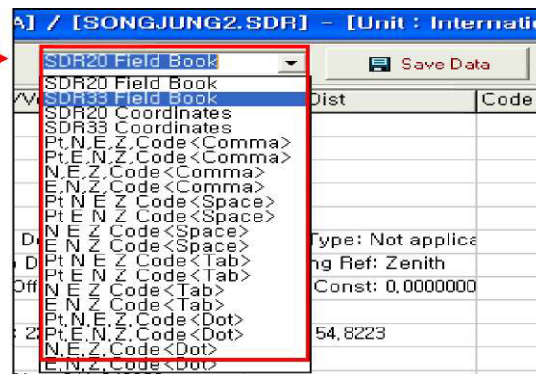 A] / [SONGJUNG2.SDR] - [Unit : Internati
SDR20 Field Book
Save Data
SDR20 Field Book
SDR33 Field Book
Dist
Code
SDR20 Coordinates
SDR33 Coordinates
Pt,N,E,Z,Code<Comma>
Pt,E,N,Z,Code<Comma>
N,E,Z,Code<Comma>
E,N,Z,Code<Comma>
Pt N E Z Code<Space>
Pt E N Z Code<Space>
N E Z Code<Space>
E N Z Code<Space>
Type: Not applica
Pt N E Z Code<Tab>
ng Ref: Zenith
Pt E N Z Code<Tab>
N E Z Code<Tab>
Off
Const: 0,0000000
E N Z Code<Tab>
Pt,N,E,Z,Code<Dot>
Pt,E,N,Z,Code<Dot>
54,8223
N,E,Z,Code<Dot>
E,N,Z,Code<Dot>